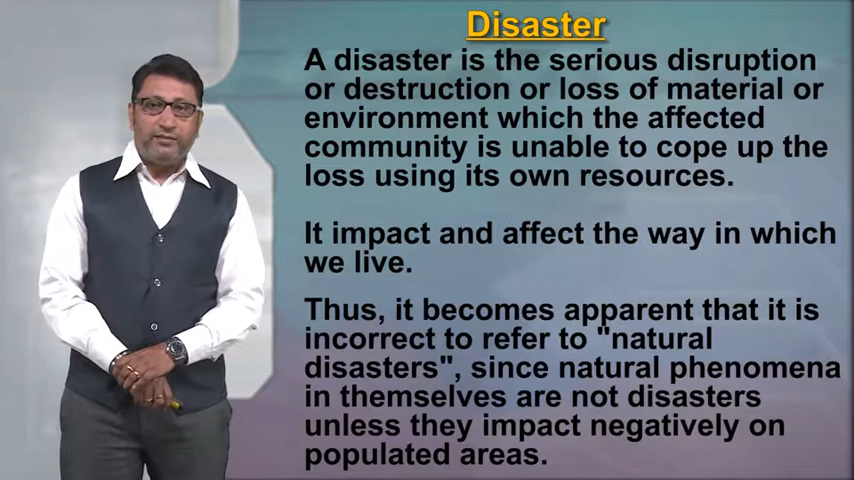 Disaster
A disaster is the serious disruption
or destruction or loss of material or
environment which the affected
community is unable to cope up the
loss using its own resources.
It impact and affect the way in which
we live.
Thus, it becomes apparent that it is
incorrect to refer to "natural
disasters", since natural phenomena
in themselves are not disasters
unless they impact negatively on
populated areas.